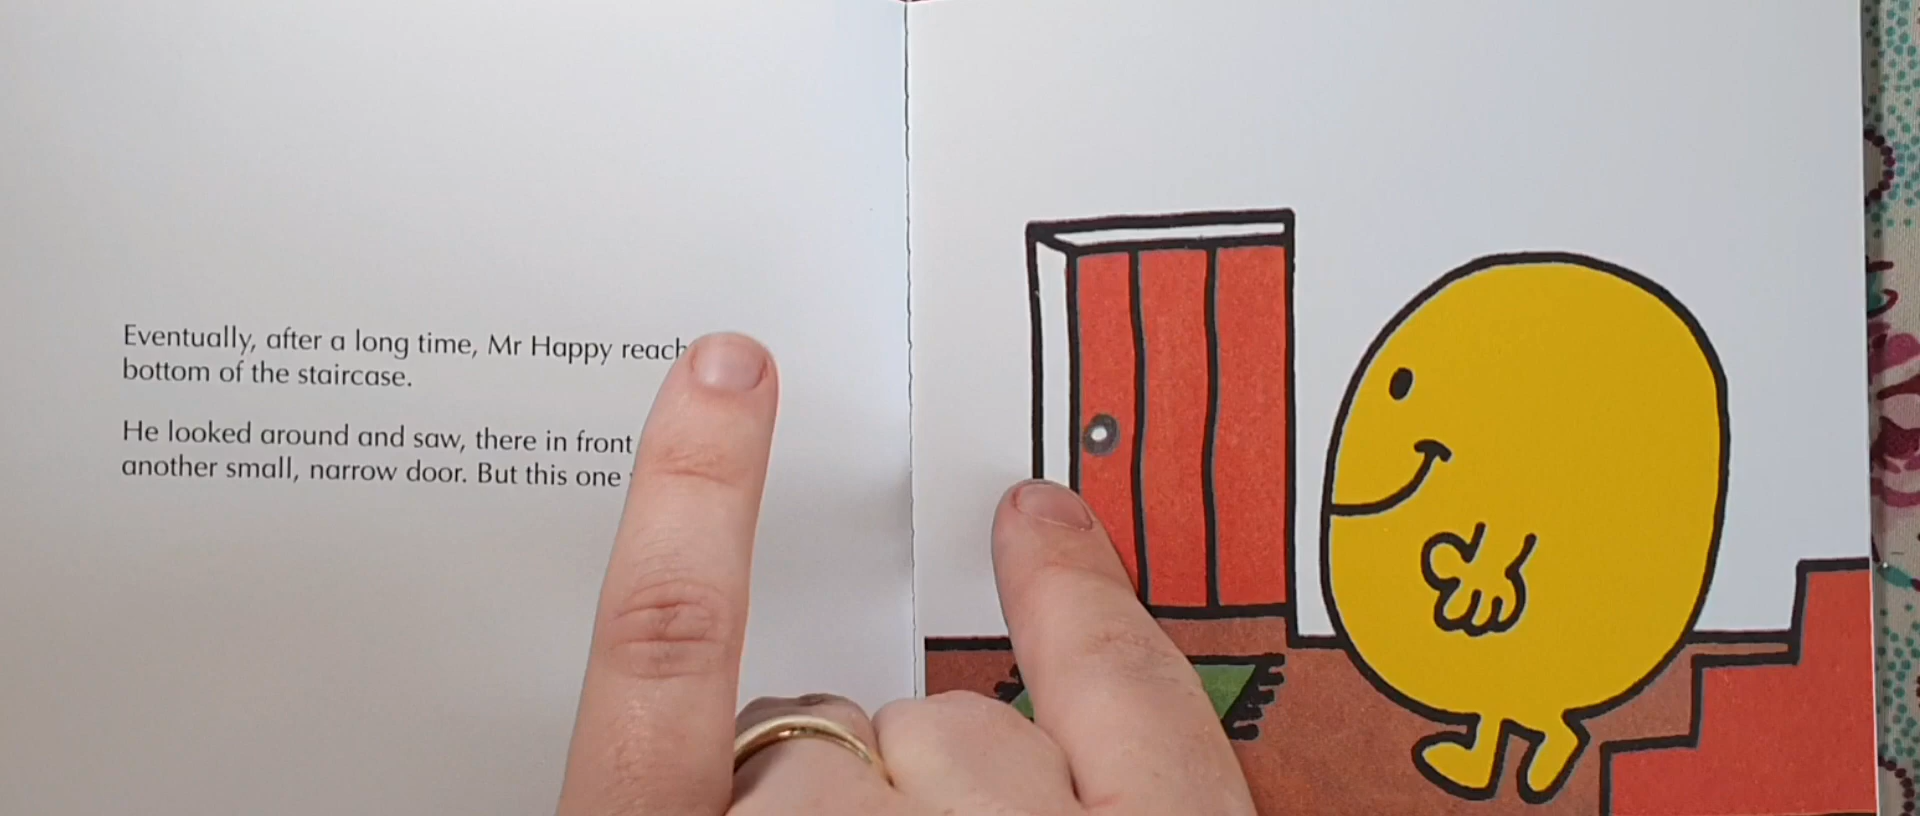 Eventually, after a long time, Mr Happy
bottom of the staircase.
He looked around and saw, there in front
another small, narrow door. But this one